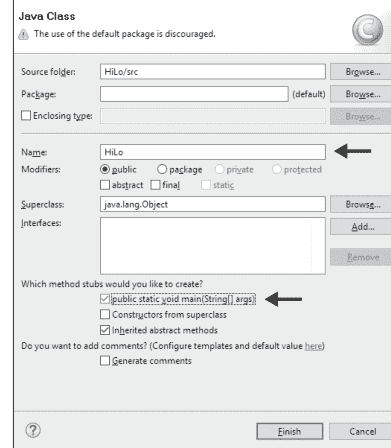 Java Class
The use of the default package is discouraged.
C
Source folder: HiLo/src Browse...
Package: (default) Browse...
Enclosing type: Browse...
Name: HiLo
Modifiers: public package private protected
abstract final static
Superclass: java.lang.Object Browse...
Interfaces: Add...
Remove
Which method stubs would you like to create?
public static void main(String[] args)
Constructors from superclass
Inherited abstract methods
Do you want to add comments? (Configure templates and default value here)
Generate comments
? Finish Cancel